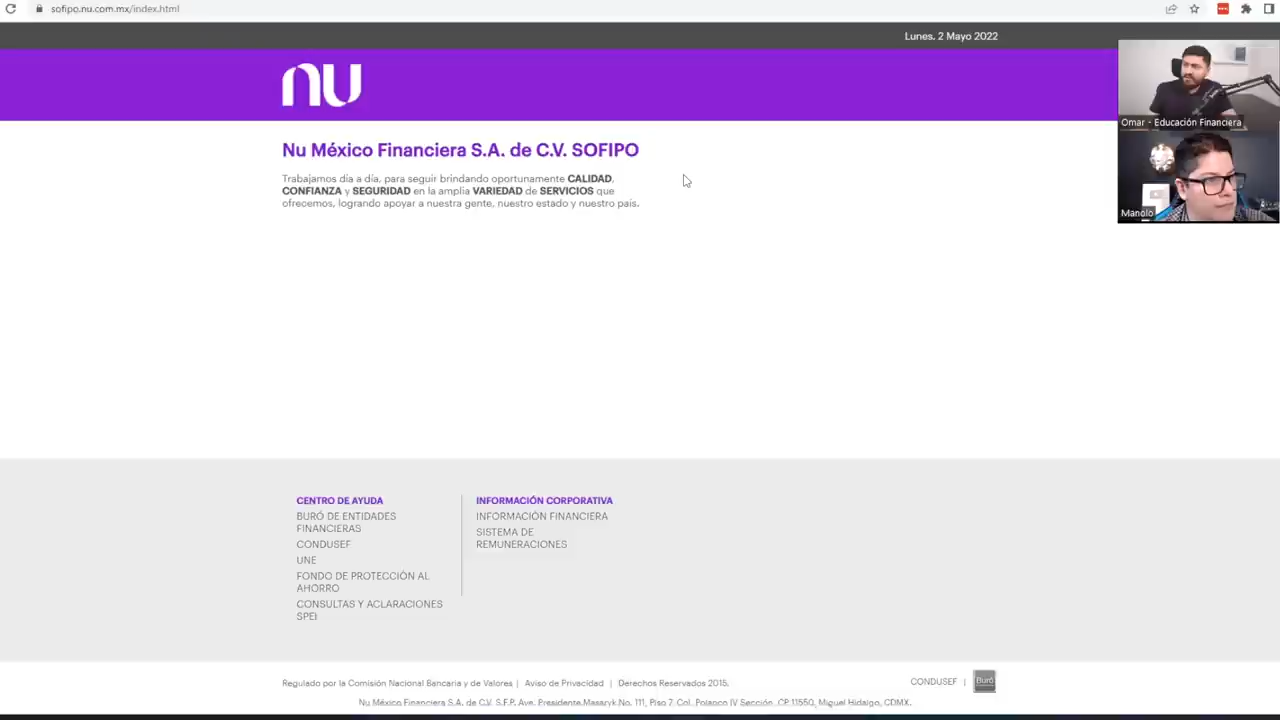 sofipo.nu.com.mx/index.html
Lunes, 2 Mayo 2022
nu
Omar - Educación Financiera
Manolo
Nu México Financiera S.A. de C.V. SOFIPO
Trabajamos día a día, para seguir brindando oportunamente CALIDAD,
CONFIANZA y SEGURIDAD en la amplia VARIEDAD de SERVICIOS que
ofrecemos, logrando apoyar a nuestra gente, nuestro estado y nuestro país.
CENTRO DE AYUDA
BURÓ DE ENTIDADES
FINANCIERAS
CONDUSEF
UNE
FONDO DE PROTECCIÓN AL
AHORRO
CONSULTAS Y ACLARACIONES
SPEI
INFORMACIÓN CORPORATIVA
INFORMACIÓN FINANCIERA
SISTEMA DE
REMUNERACIONES
Regulado por la Comisión Nacional Bancaria y de Valores | Aviso de Privacidad | Derechos Reservados 2015.
CONDUSEF | Buró
Nu México Financiera S.A. de C.V. S.F.P. Ave. Presidente Masaryk No. 111, Piso 7 Col. Polanco IV Sección, CP 11550, Miguel Hidalgo, CDMX.